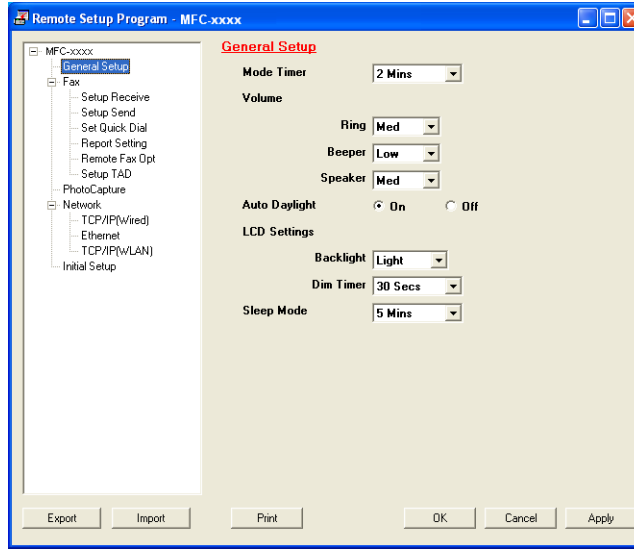 Remote Setup Program - MFC-xxxx
MFC-xxxx
General Setup
Fax
Setup Receive
Setup Send
Set Quick Dial
Report Setting
Remote Fax Opt
Setup TAD
PhotoCapture
Network
TCP/IP(Wired)
Ethernet
TCP/IP(WLAN)
Initial Setup
General Setup
Mode Timer 2 Mins
Volume
Ring Med
Beeper Low
Speaker Med
Auto Daylight On Off
LCD Settings
Backlight Light
Dim Timer 30 Secs
Sleep Mode 5 Mins
Export Import Print OK Cancel Apply